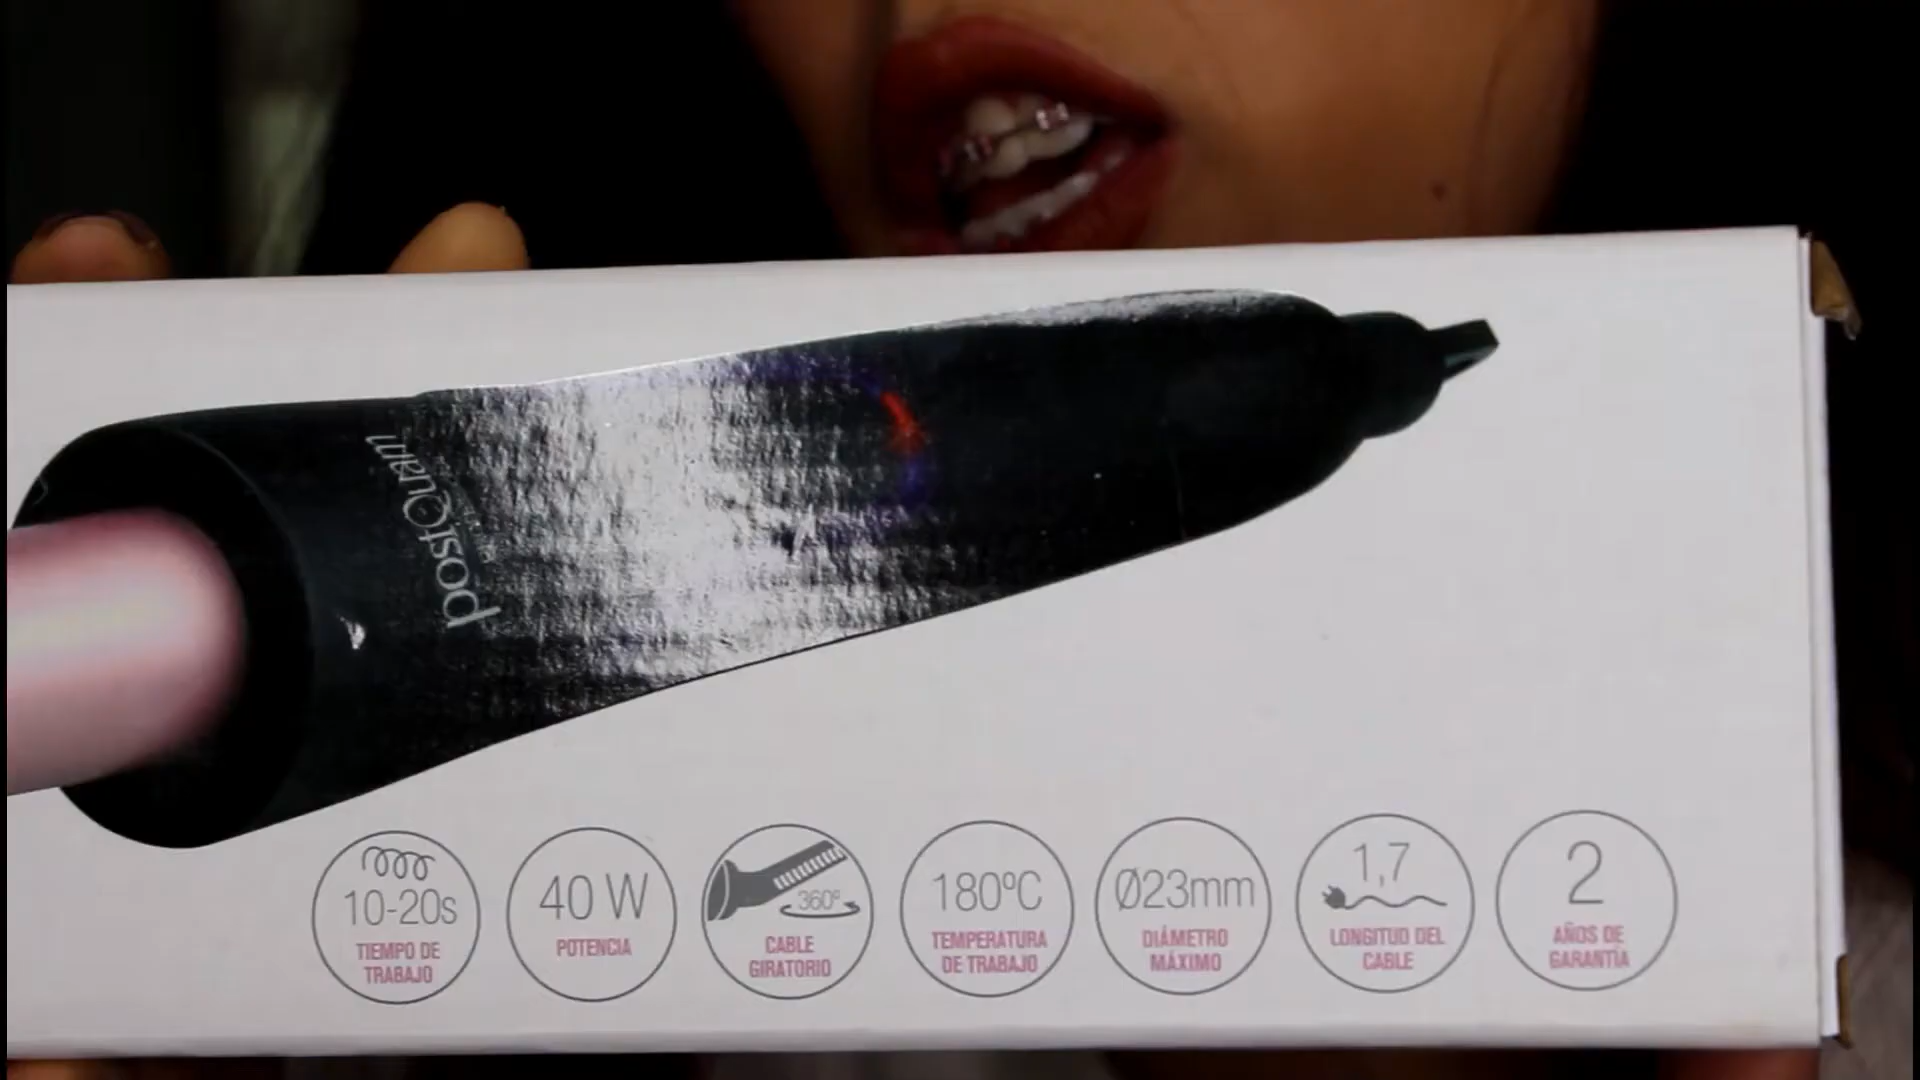 postQuam
10-20s
TIEMPO DE
TRABAJO
40 W
POTENCIA
360º
CABLE
GIRATORIO
180ºC
TEMPERATURA
DE TRABAJO
Ø23mm
DIÁMETRO
MÁXIMO
1,7
LONGITUD DEL
CABLE
2
AÑOS DE
GARANTÍA